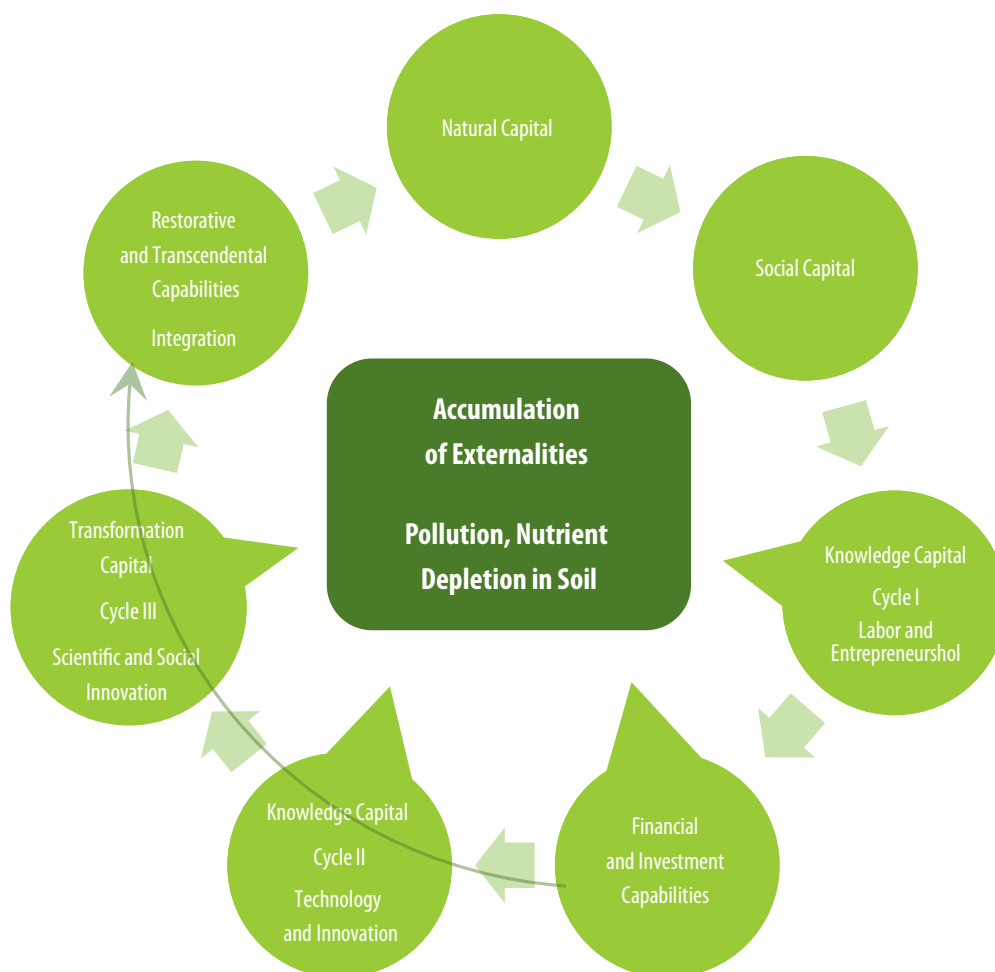 Natural Capital
Social Capital
Knowledge Capital
Cycle I
Labor and
Entrepreneurshol
Financial
and Investment
Capabilities
Knowledge Capital
Cycle II
Technology
and Innovation
Transformation
Capital
Cycle III
Scientific and Social
Innovation
Restorative
and Transcendental
Capabilities
Integration
Accumulation
of Externalities
Pollution, Nutrient
Depletion in Soil